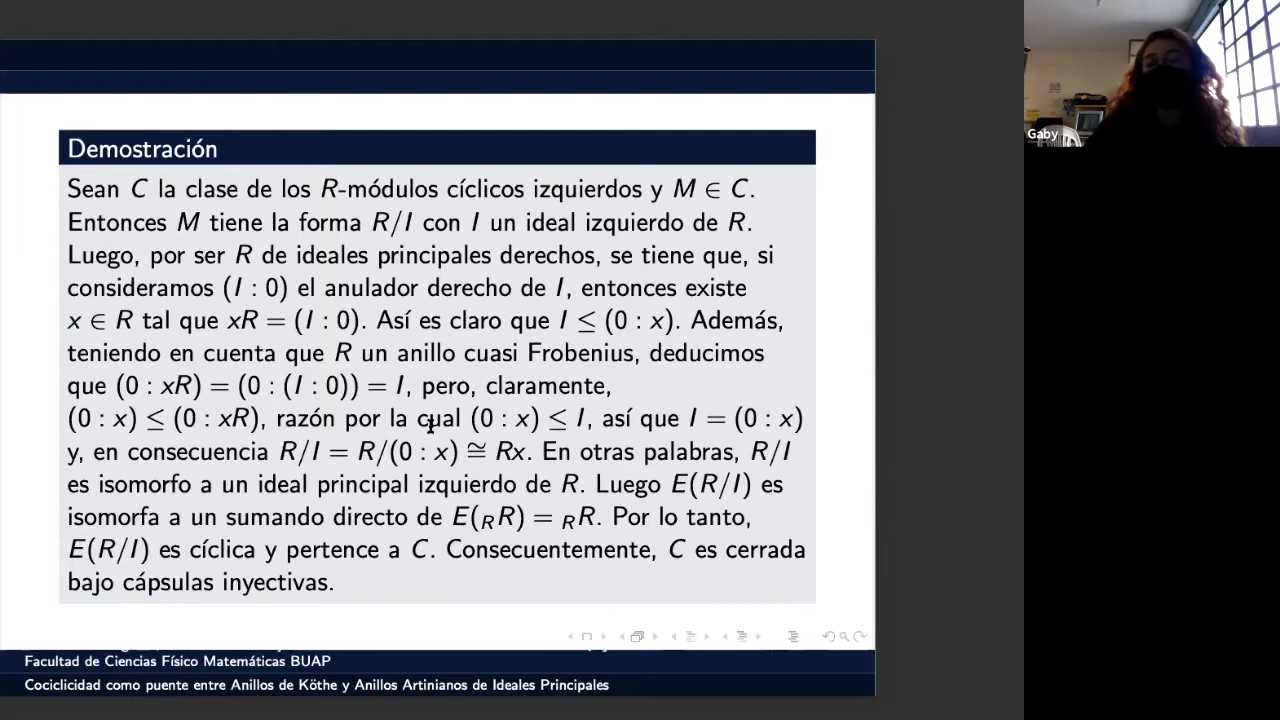 Demostración
Sean C la clase de los R-módulos cíclicos izquierdos y M ∈ C.
Entonces M tiene la forma R/I con I un ideal izquierdo de R.
Luego, por ser R de ideales principales derechos, se tiene que, si
consideramos (I : 0) el anulador derecho de I, entonces existe
x ∈ R tal que xR = (I : 0). Así es claro que I ≤ (0 : x). Además,
teniendo en cuenta que R un anillo cuasi Frobenius, deducimos
que (0 : xR) = (0 : (I : 0)) = I, pero, claramente,
(0 : x) ≤ (0 : xR), razón por la cual (0 : x) ≤ I, así que I = (0 : x)
y, en consecuencia R/I = R/(0 : x) ≅ Rx. En otras palabras, R/I
es isomorfo a un ideal principal izquierdo de R. Luego E(R/I) es
isomorfa a un sumando directo de E(RR) = RR. Por lo tanto,
E(R/I) es cíclica y pertence a C. Consecuentemente, C es cerrada
bajo cápsulas inyectivas.
Facultad de Ciencias Físico Matemáticas BUAP
Cociclicidad como puente entre Anillos de Köthe y Anillos Artinianos de Ideales Principales
Gaby